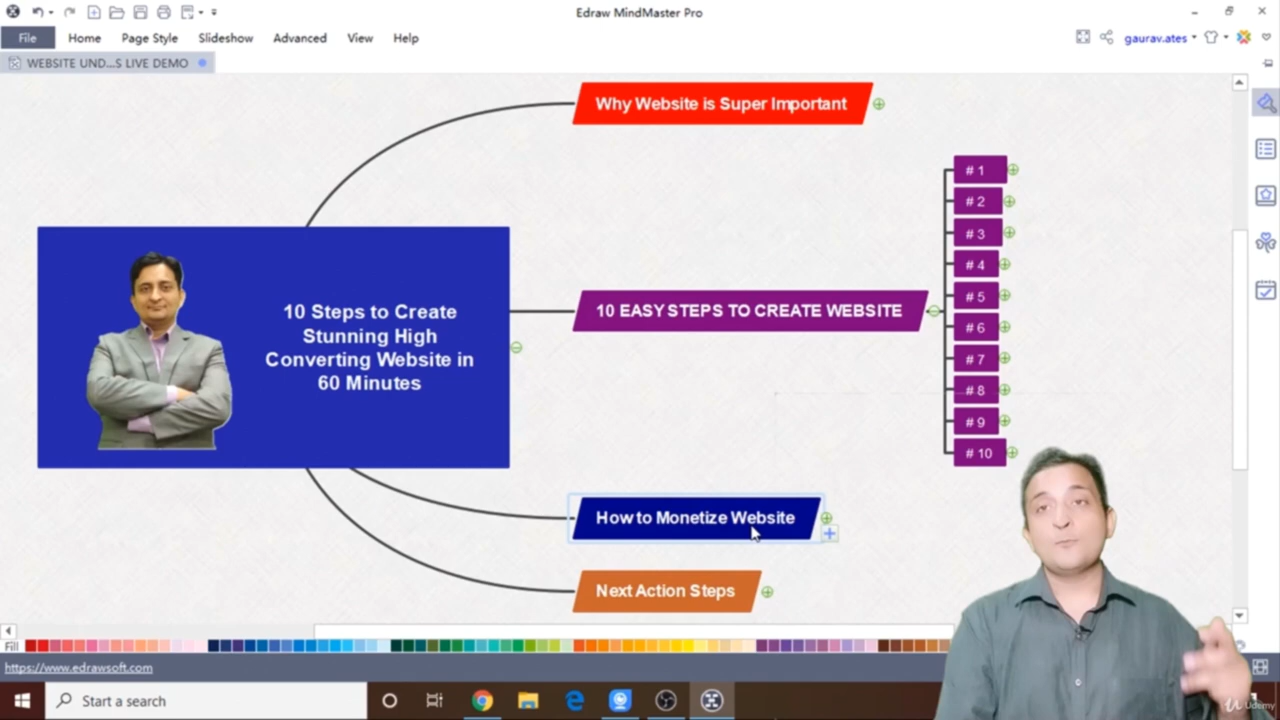 Edraw MindMaster Pro
File
Home
Page Style
Slideshow
Advanced
View
Help
gaurav.ates
WEBSITE UND...S LIVE DEMO
Why Website is Super Important
10 Steps to Create
Stunning High
Converting Website in
60 Minutes
10 EASY STEPS TO CREATE WEBSITE
# 1
# 2
# 3
# 4
# 5
# 6
# 7
# 8
# 9
# 10
How to Monetize Website
Next Action Steps
Fill
https://www.edrawsoft.com
Start a search
Udemy